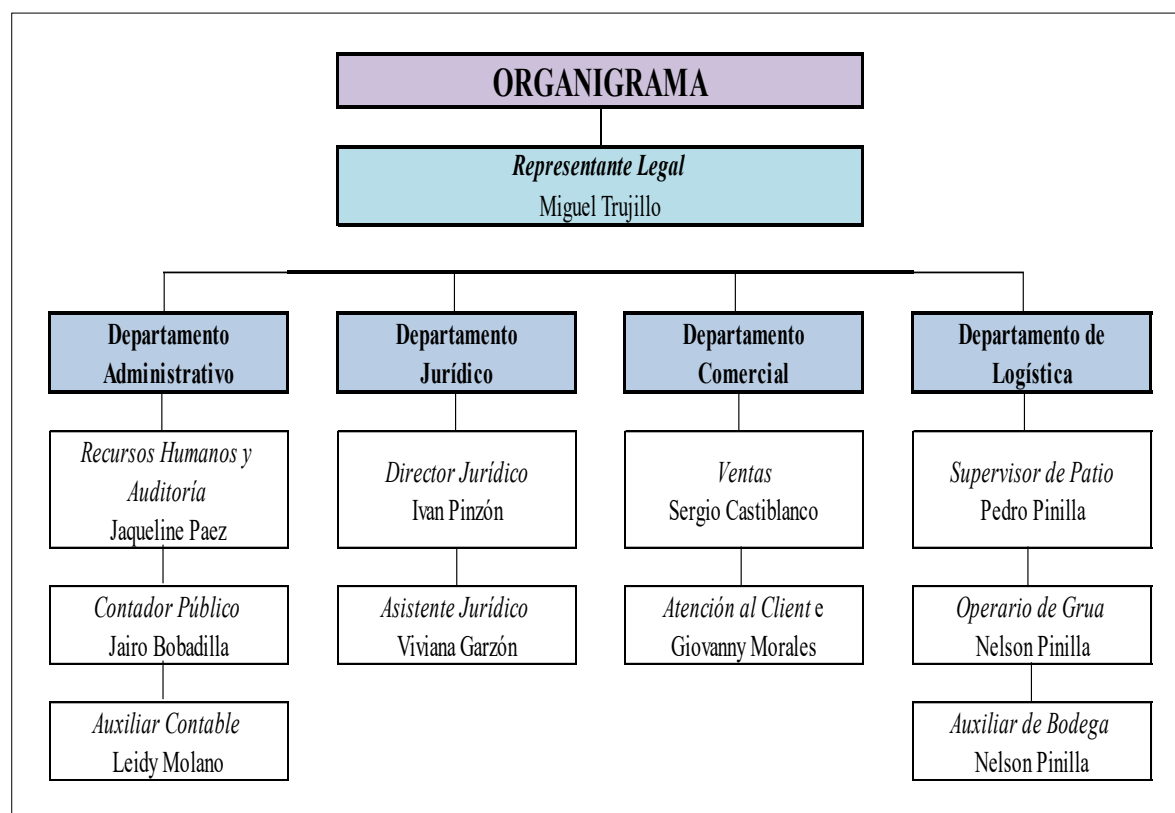 ORGANIGRAMA
Representante Legal
Miguel Trujillo
Departamento
Administrativo
Departamento
Jurídico
Departamento
Comercial
Departamento de
Logística
Recursos Humanos y
Auditoría
Jaqueline Paez
Director Jurídico
Ivan Pinzón
Ventas
Sergio Castiblanco
Supervisor de Patio
Pedro Pinilla
Contador Público
Jairo Bobadilla
Asistente Jurídico
Viviana Garzón
Atención al Client e
Giovanny Morales
Operario de Grua
Nelson Pinilla
Auxiliar Contable
Leidy Molano
Auxiliar de Bodega
Nelson Pinilla